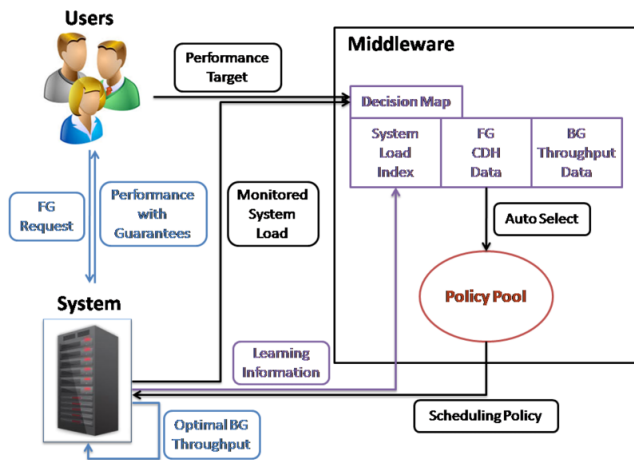 Users
Performance
Target
Middleware
Decision Map
System
Load
Index
FG
CDH
Data
BG
Throughput
Data
FG
Request
Performance
with
Guarantees
Monitored
System
Load
Auto Select
Policy Pool
System
Learning
Information
Scheduling Policy
Optimal BG
Throughput